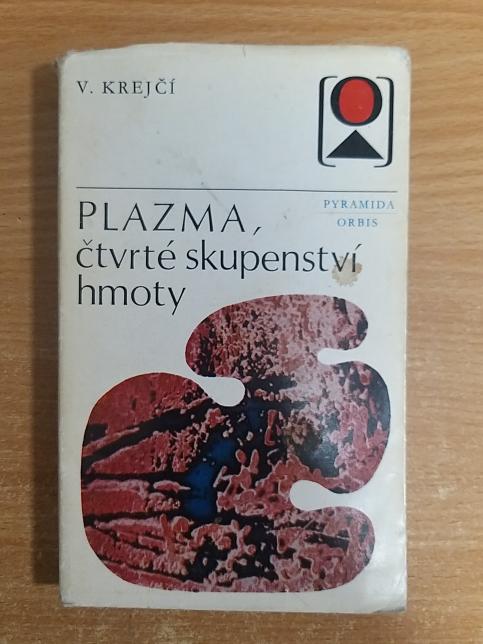 V. KREJČÍ
PYRAMIDA
ORBIS
PLAZMA,
čtvrté skupenství
hmoty